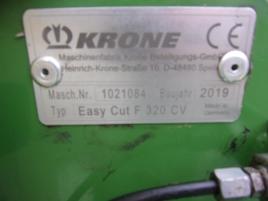 KRONE CE
Maschinenfabrik Krone Beteiligungs-GmbH
Heinrich-Krone-Straße 10, D-48480 Spelle
Masch.Nr. 1021084 Baujahr 2019
Typ Easy Cut F 320 CV Made in Germany